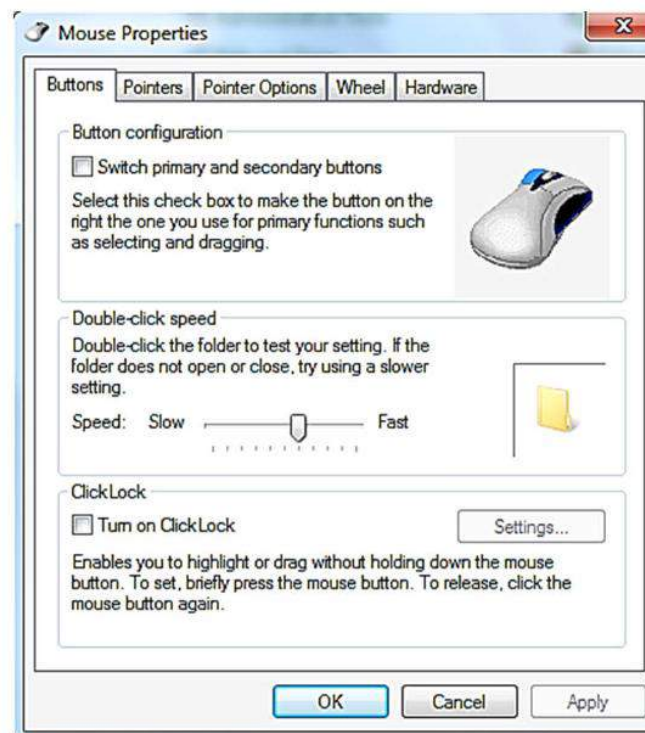 Mouse Properties
Buttons Pointers Pointer Options Wheel Hardware
Button configuration
Switch primary and secondary buttons
Select this check box to make the button on the
right the one you use for primary functions such
as selecting and dragging.
Double-click speed
Double-click the folder to test your setting. If the
folder does not open or close, try using a slower
setting.
Speed: Slow Fast
ClickLock
Turn on ClickLock Settings...
Enables you to highlight or drag without holding down the mouse
button. To set, briefly press the mouse button. To release, click the
mouse button again.
OK Cancel Apply